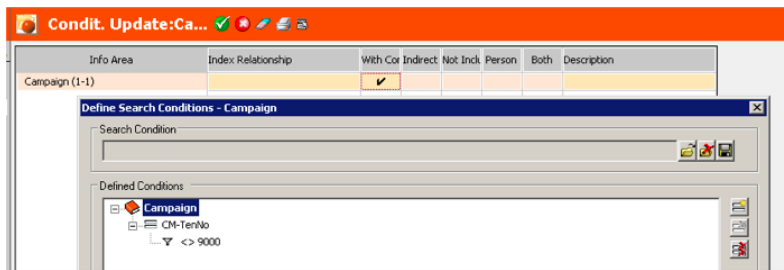 Condit. Update:Ca...
Info Area Index Relationship With Cor Indirect Not Inclu Person Both Description
Campaign (1-1)
Define Search Conditions - Campaign
Search Condition
Defined Conditions
Campaign
CM-TenNo
<> 9000